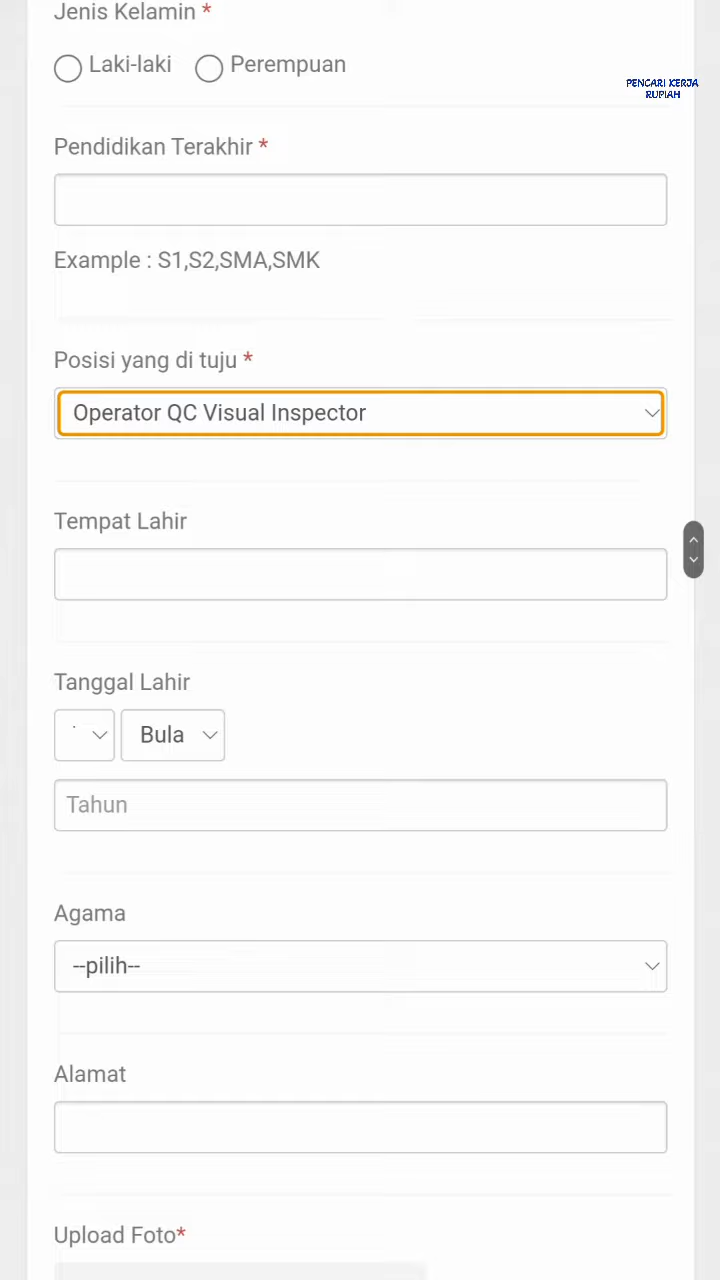 Jenis Kelamin *
Laki-laki Perempuan
PENCARI KERJA
RUPIAH
Pendidikan Terakhir *
Example : S1,S2,SMA,SMK
Posisi yang di tuju *
Operator QC Visual Inspector
Tempat Lahir
Tanggal Lahir
Bula
Tahun
Agama
--pilih--
Alamat
Upload Foto*